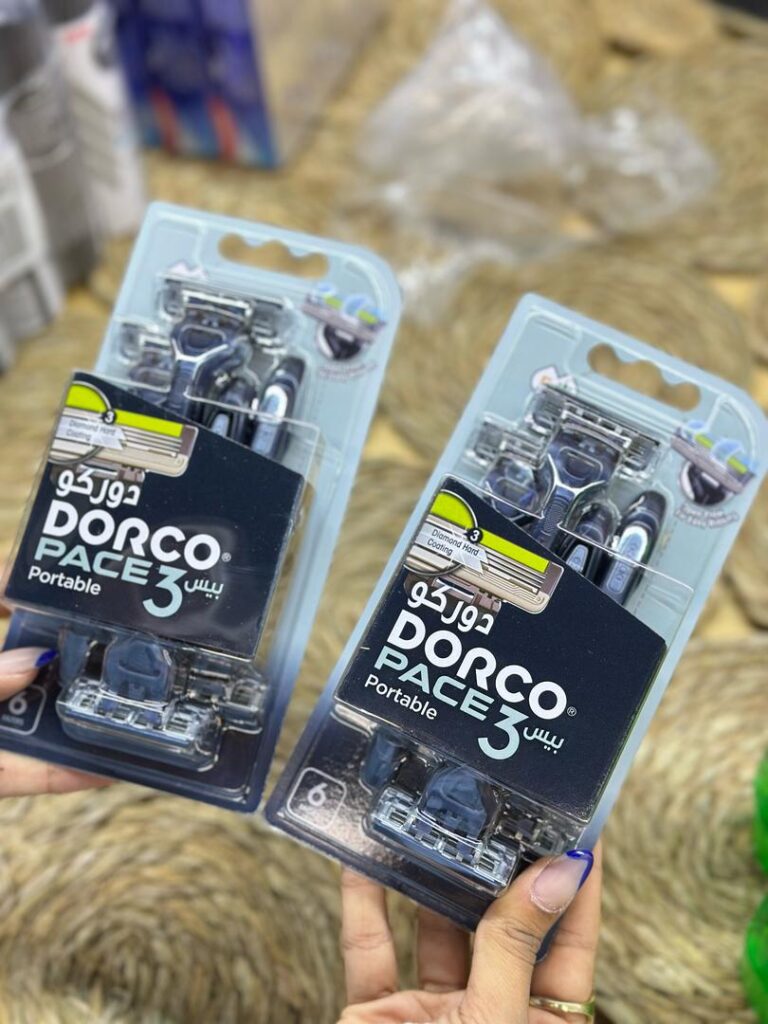 3
Diamond Hard
Coating
دوركو
DORCO®
PACE 3 بيس
Portable
6
3
Diamond Hard
Coating
دوركو
DORCO®
PACE 3 بيس
Portable
6